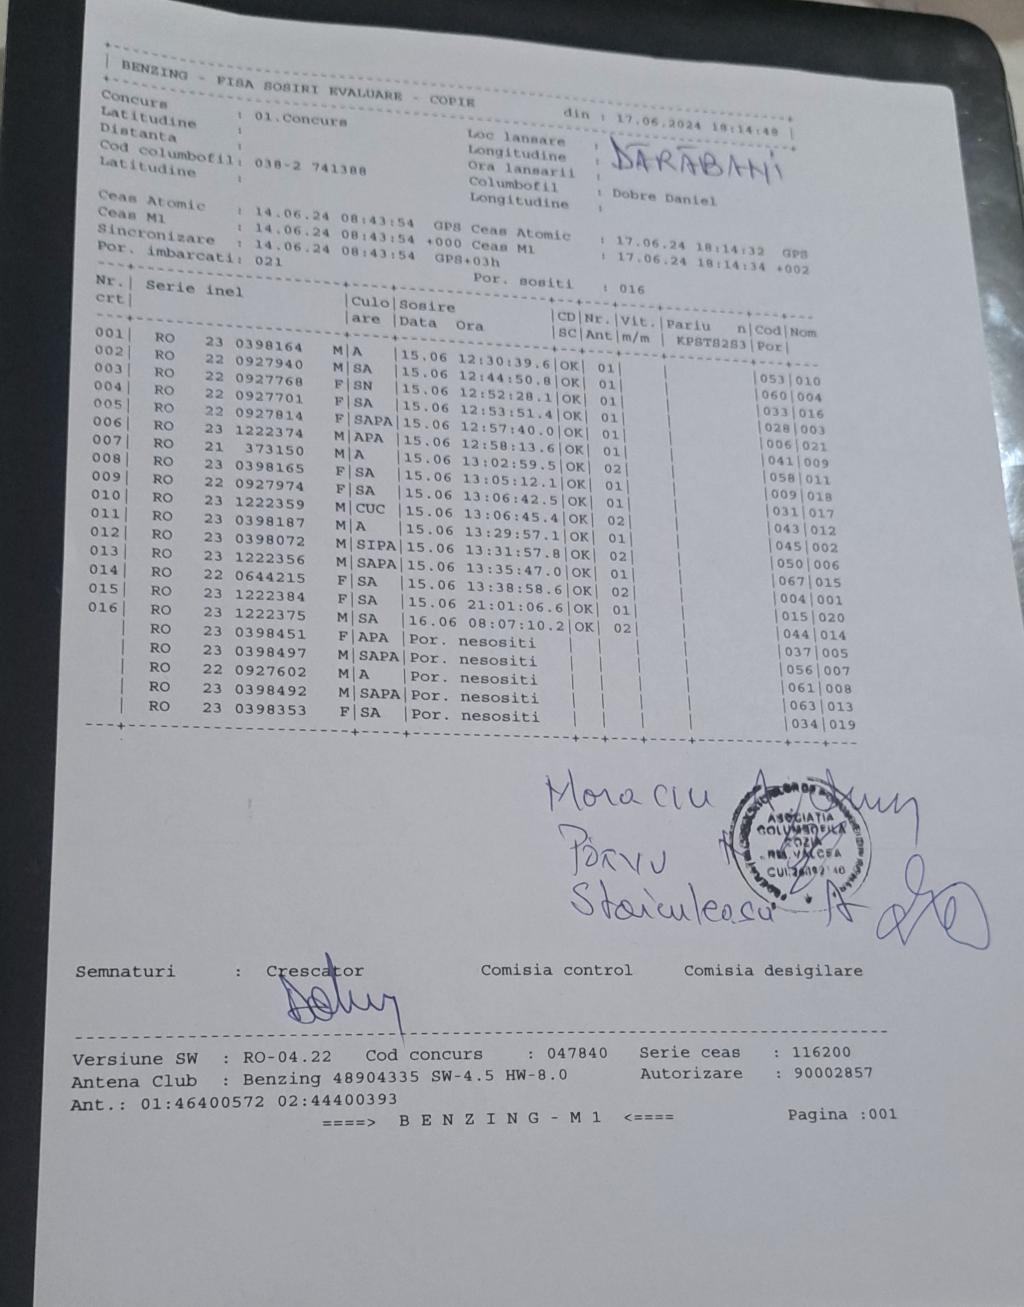 BENZING - FISA SOSIRI EVALUARE - COPIE din : 17.06.2024 18:14:48
Concurs : 01.Concurs Loc lansare : DĂRĂBANI
Latitudine : Longitudine :
Distanta : Ora lansarii :
Cod columbofil: 038-2 741388 Columbofil : Dobre Daniel
Latitudine : Longitudine :
Ceas Atomic : 14.06.24 08:43:54 GPS Ceas Atomic : 17.06.24 18:14:32 GPS
Ceas M1 : 14.06.24 08:43:54 +000 Ceas M1 : 17.06.24 18:14:34 +002
Sincronizare : 14.06.24 08:43:54 GPS+03h
Por. imbarcati: 021 Por. sositi : 016
Nr.| Serie inel |Culo|Sosire |CD|Nr.|Vit.|Pariu n|Cod|Nom
crt| |are |Data Ora |SC|Ant|m/m | KPSTS2S3|Por|
001| RO 23 0398164 M|A |15.06 12:30:39.6|OK| 01| | |053|010
002| RO 22 0927940 M|SA |15.06 12:44:50.8|OK| 01| | |060|004
003| RO 22 0927768 F|SN |15.06 12:52:28.1|OK| 01| | |033|016
004| RO 22 0927701 F|SA |15.06 12:53:51.4|OK| 01| | |028|003
005| RO 22 0927814 F|SAPA|15.06 12:57:40.0|OK| 01| | |006|021
006| RO 23 1222374 M|APA |15.06 12:58:13.6|OK| 01| | |041|009
007| RO 21 373150 M|A |15.06 13:02:59.5|OK| 02| | |058|011
008| RO 23 0398165 F|SA |15.06 13:05:12.1|OK| 01| | |009|018
009| RO 22 0927974 F|SA |15.06 13:06:42.5|OK| 01| | |031|017
010| RO 23 1222359 M|CUC |15.06 13:06:45.4|OK| 02| | |043|012
011| RO 23 0398187 M|A |15.06 13:29:57.1|OK| 01| | |045|002
012| RO 23 0398072 M|SIPA|15.06 13:31:57.8|OK| 02| | |050|006
013| RO 23 1222356 M|SAPA|15.06 13:35:47.0|OK| 01| | |067|015
014| RO 22 0644215 F|SA |15.06 13:38:58.6|OK| 02| | |004|001
015| RO 23 1222384 F|SA |15.06 21:01:06.6|OK| 01| | |015|020
016| RO 23 1222375 M|SA |16.06 08:07:10.2|OK| 02| | |044|014
| RO 23 0398451 F|APA |Por. nesositi | | | | |037|005
| RO 23 0398497 M|SAPA|Por. nesositi | | | | |056|007
| RO 22 0927602 M|A |Por. nesositi | | | | |061|008
| RO 23 0398492 M|SAPA|Por. nesositi | | | | |063|013
| RO 23 0398353 F|SA |Por. nesositi | | | | |034|019
Moraciu
Pârvu
Staiculeasu A
ASOCIAȚIA
COLUMBOFILA
COZIA
RM. VALCEA
Semnaturi : Crescator Comisia control Comisia desigilare
Versiune SW : RO-04.22 Cod concurs : 047840 Serie ceas : 116200
Antena Club : Benzing 48904335 SW-4.5 HW-8.0 Autorizare : 90002857
Ant.: 01:46400572 02:44400393
====> B E N Z I N G - M 1 <==== Pagina :001